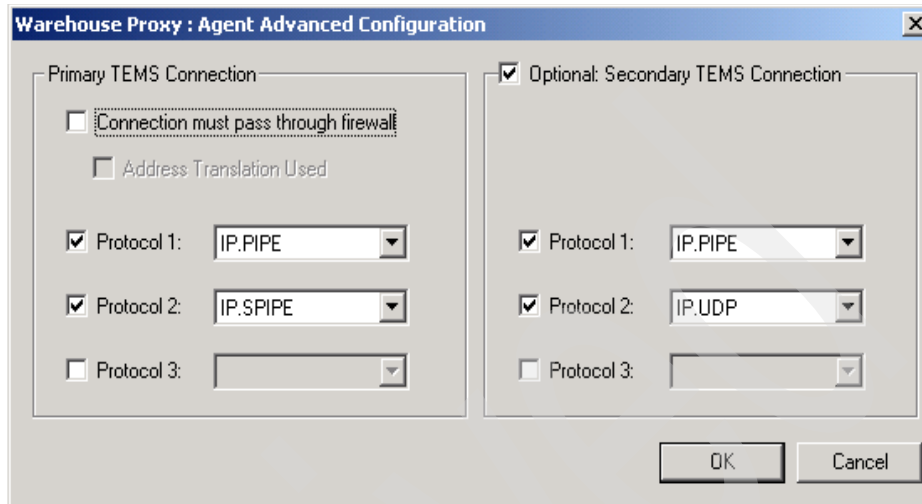 Warehouse Proxy : Agent Advanced Configuration
Primary TEMS Connection
Connection must pass through firewall
Address Translation Used
Protocol 1: IP.PIPE
Protocol 2: IP.SPIPE
Protocol 3:
Optional: Secondary TEMS Connection
Protocol 1: IP.PIPE
Protocol 2: IP.UDP
Protocol 3:
OK Cancel